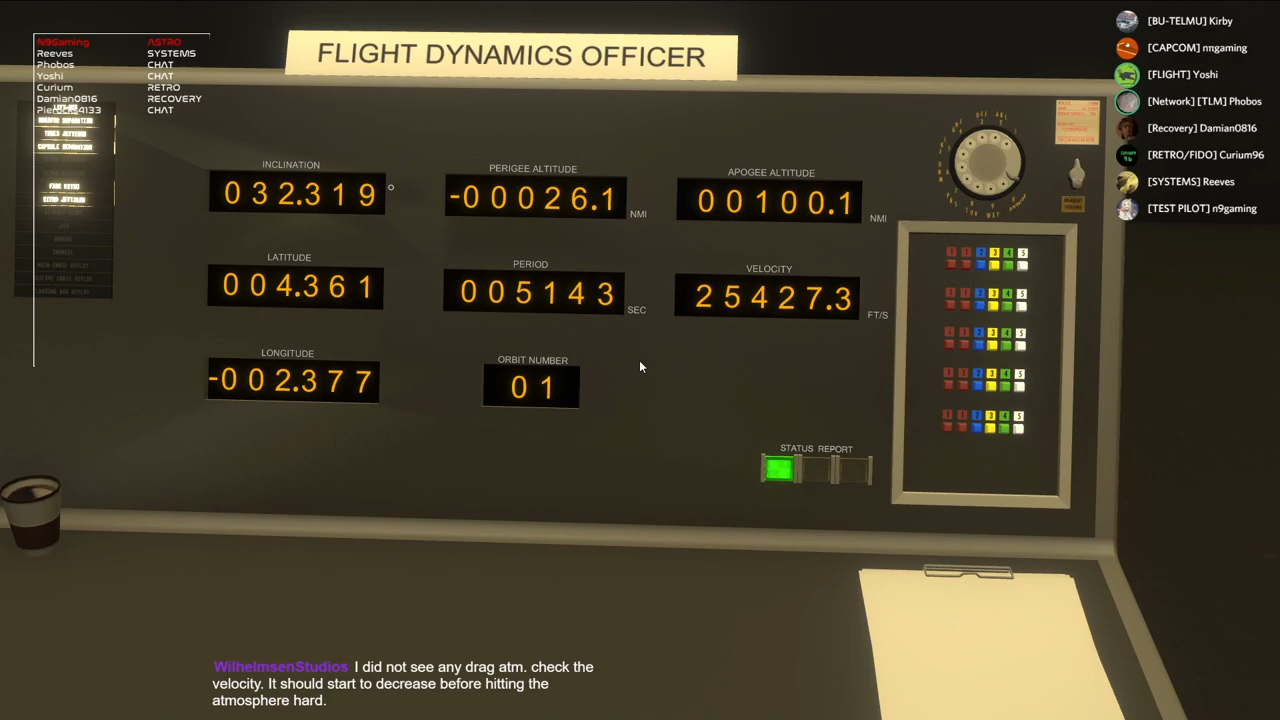 FLIGHT DYNAMICS OFFICER
N9Gaming ASTRO
Reeves SYSTEMS
Phobos CHAT
Yoshi CHAT
Curium RETRO
Damian0816 RECOVERY
CHAT
CAPSULE SEPARATION
INCLINATION
032.319°
PERIGEE ALTITUDE
-00026.1 NMI
APOGEE ALTITUDE
00100.1 NMI
LATITUDE
004.361
PERIOD
005143 SEC
VELOCITY
25427.3 FT/S
LONGITUDE
-002.377
ORBIT NUMBER
01
STATUS REPORT
1 1 2 3 4 5
1 1 2 3 4 5
1 1 2 3 4 5
1 1 2 3 4 5
1 1 2 3 4 5
[BU-TELMU] Kirby
[CAPCOM] nmgaming
[FLIGHT] Yoshi
[Network] [TLM] Phobos
[Recovery] Damian0816
[RETRO/FIDO] Curium96
[SYSTEMS] Reeves
[TEST PILOT] n9gaming
WilhelmsenStudios I did not see any drag atm. check the
velocity. It should start to decrease before hitting the
atmosphere hard.